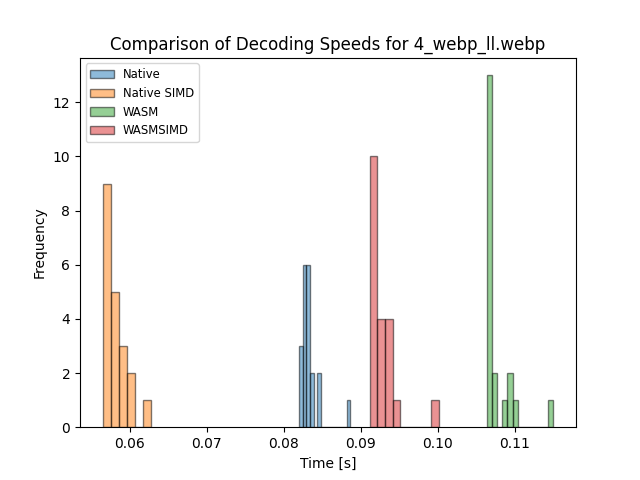 Comparison of Decoding Speeds for 4_webp_ll.webp
Native
Native SIMD
WASM
WASMSIMD
Frequency
12
10
8
6
4
2
0
0.06 0.07 0.08 0.09 0.10 0.11
Time [s]